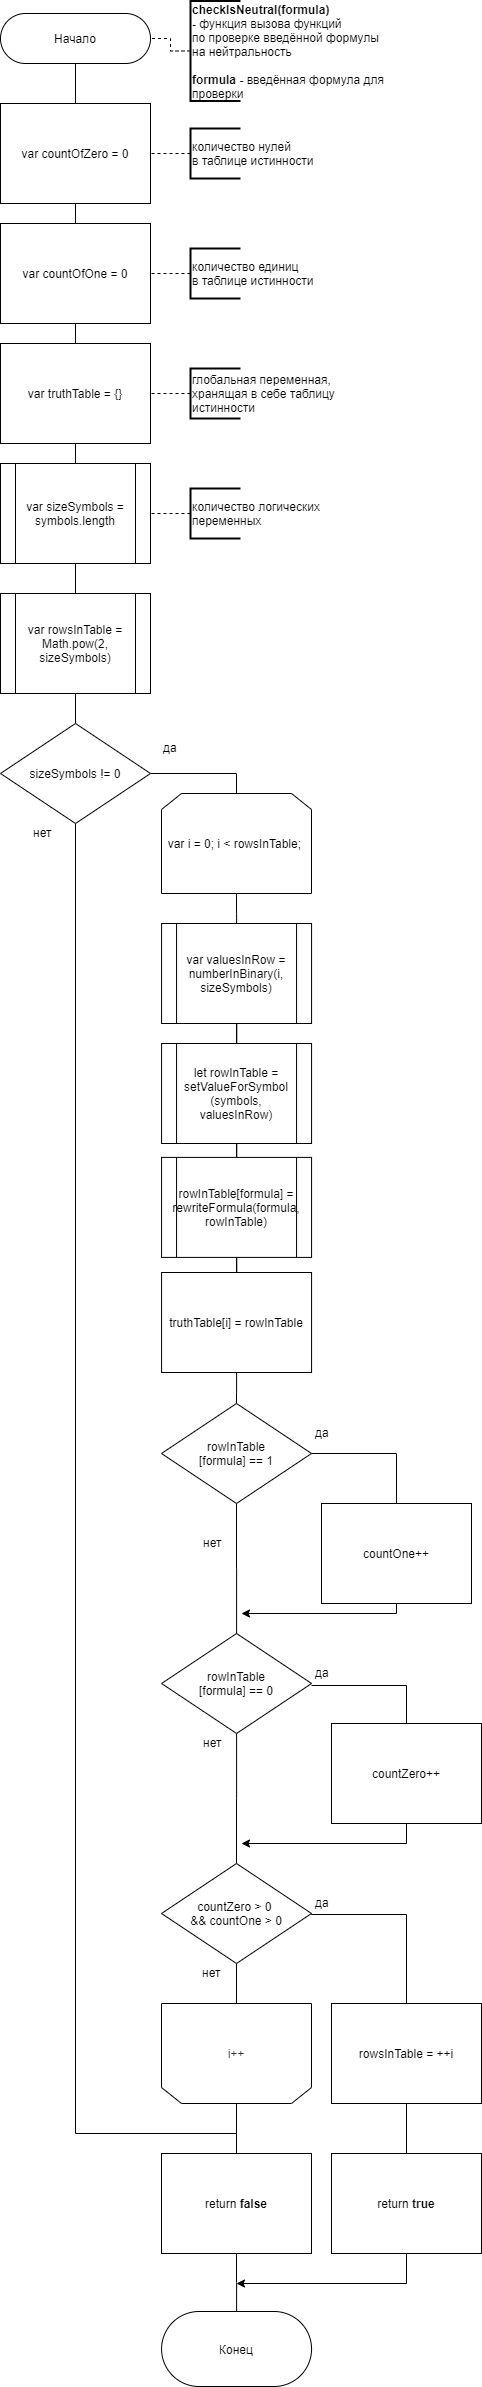 Начало
checkIsNeutral(formula)
- функция вызова функций
по проверке введённой формулы
на нейтральность
formula - введённая формула для
проверки
var countOfZero = 0
количество нулей
в таблице истинности
var countOfOne = 0
количество единиц
в таблице истинности
var truthTable = {}
глобальная переменная,
хранящая в себе таблицу
истинности
var sizeSymbols =
symbols.length
количество логических
переменных
var rowsInTable =
Math.pow(2,
sizeSymbols)
sizeSymbols != 0
да
нет
var i = 0; i < rowsInTable;
var valuesInRow =
numberInBinary(i,
sizeSymbols)
let rowInTable =
setValueForSymbol
(symbols,
valuesInRow)
rowInTable[formula] =
rewriteFormula(formula,
rowInTable)
truthTable[i] = rowInTable
rowInTable
[formula] == 1
да
нет
countOne++
rowInTable
[formula] == 0
да
нет
countZero++
countZero > 0
&& countOne > 0
да
нет
i++
rowsInTable = ++i
return false
return true
Конец